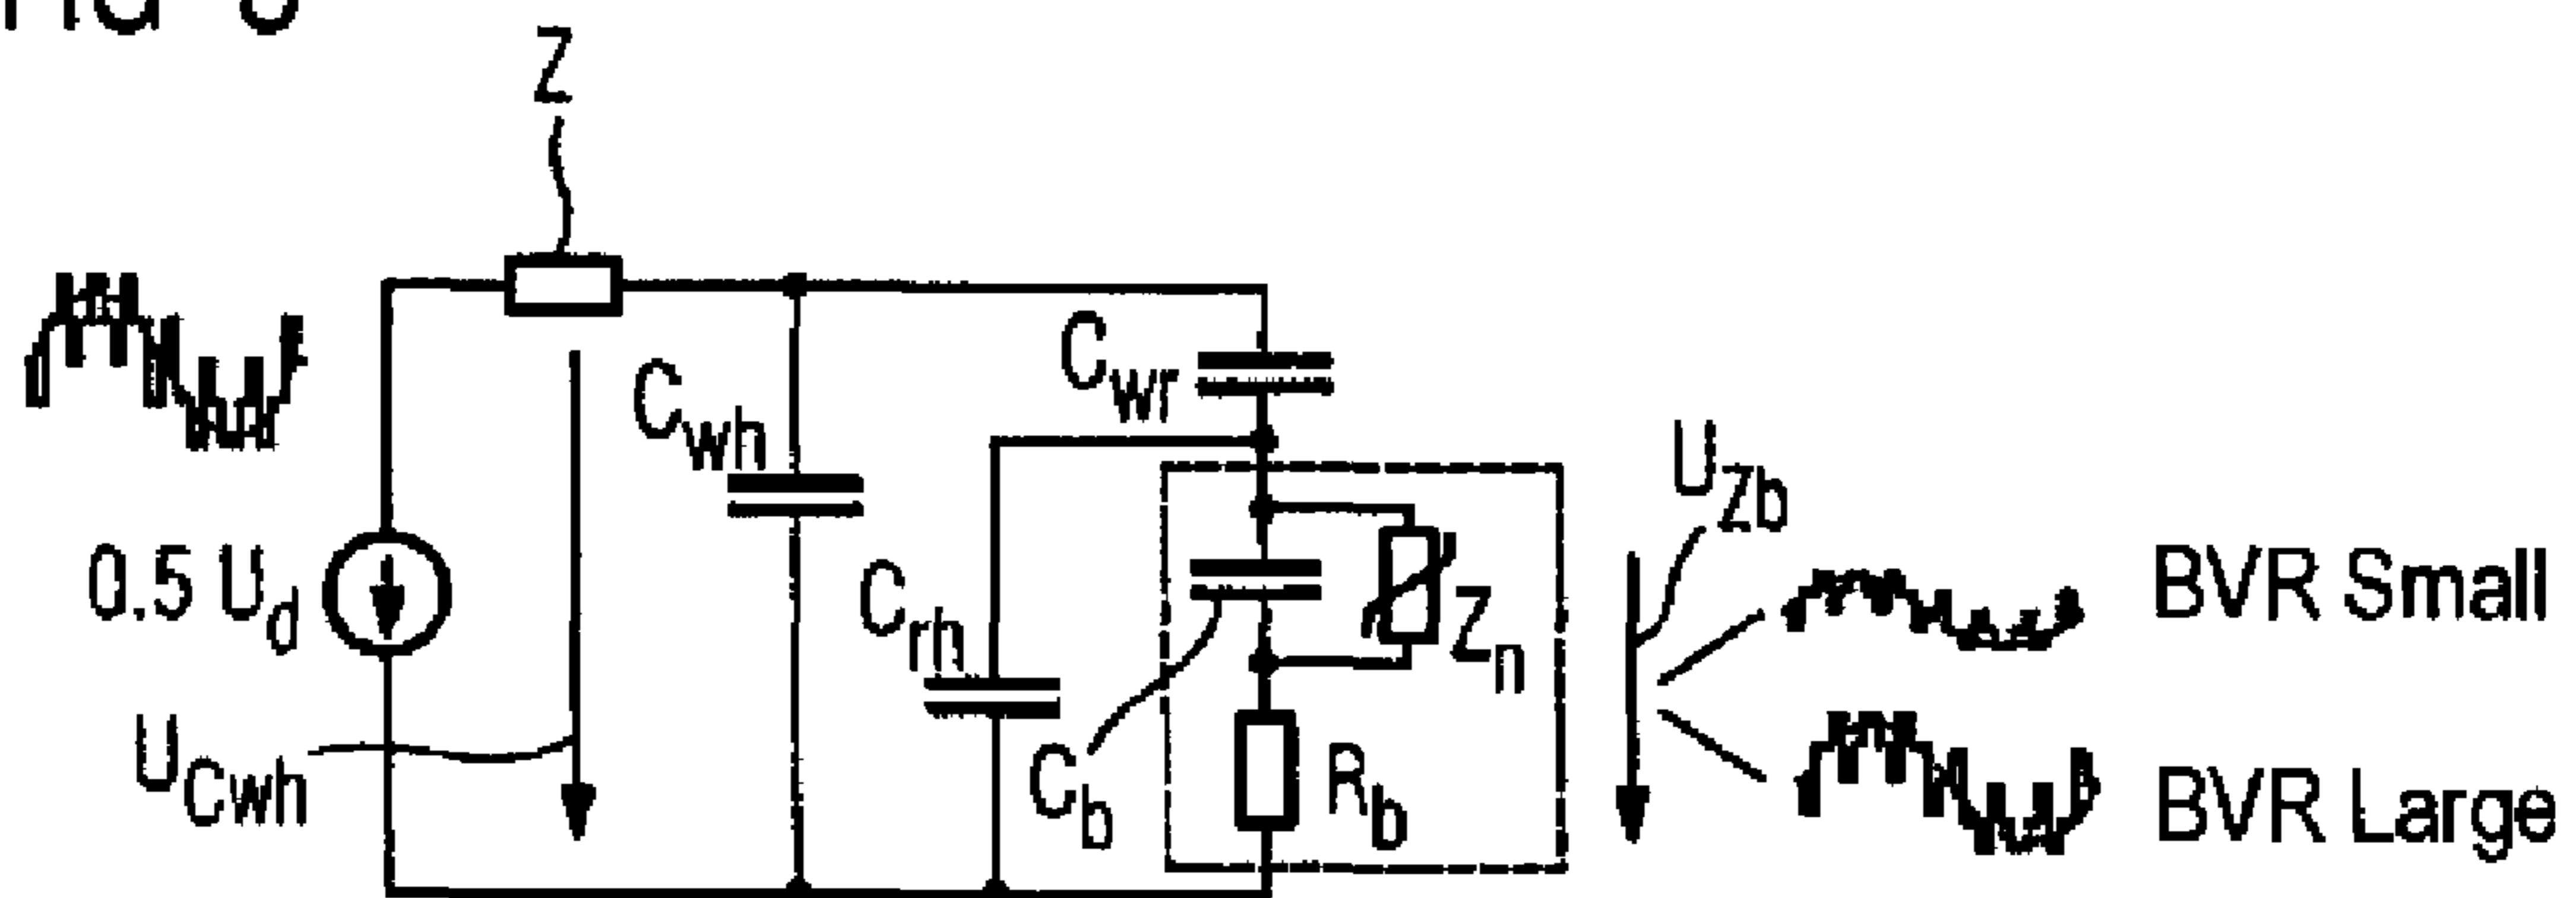 Z
C_wr
C_wh
U_Zb
0.5 U_d
C_rh
Z_n
BVR Small
U_Cwh
C_b
R_b
BVR Large